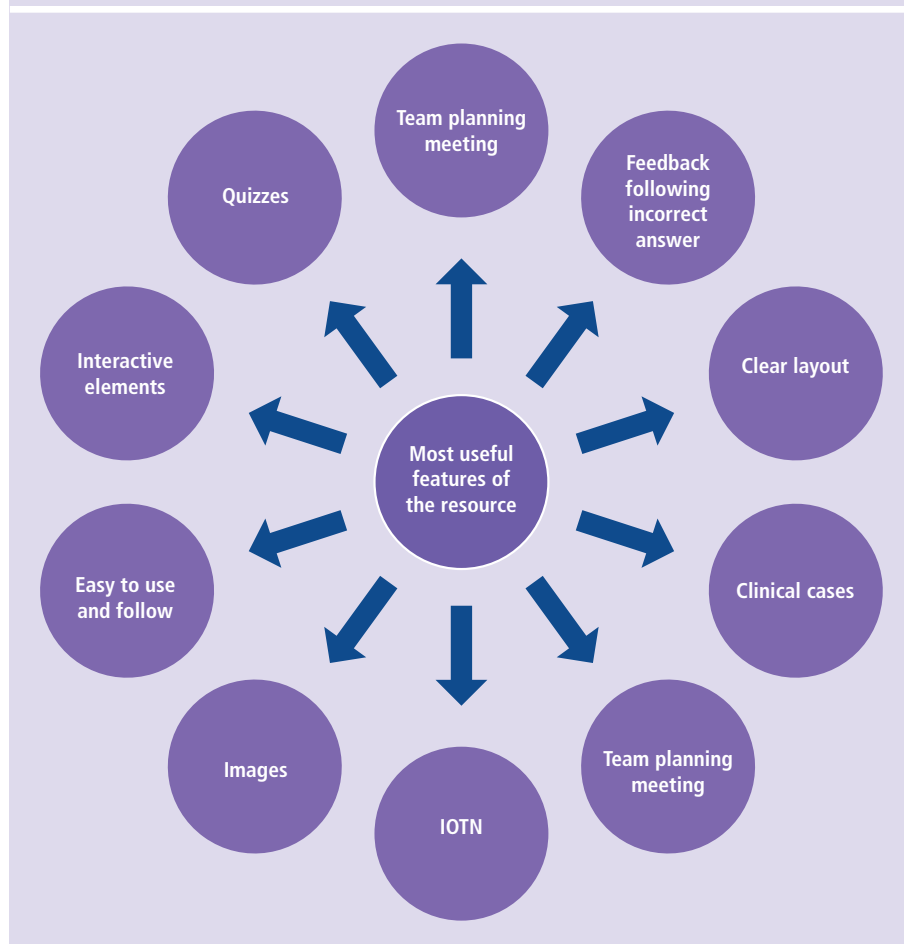 Team planning
meeting
Feedback
following
incorrect
answer
Clear layout
Clinical cases
Team planning
meeting
IOTN
Images
Easy to use
and follow
Interactive
elements
Quizzes
Most useful
features of
the resource